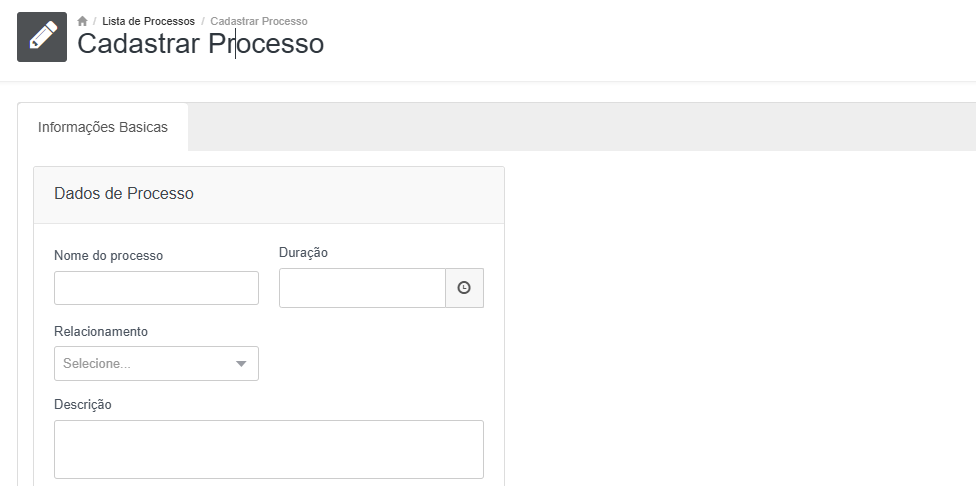 / Lista de Processos / Cadastrar Processo
Cadastrar Processo
Informações Basicas
Dados de Processo
Nome do processo
Duração
Relacionamento
Selecione...
Descrição